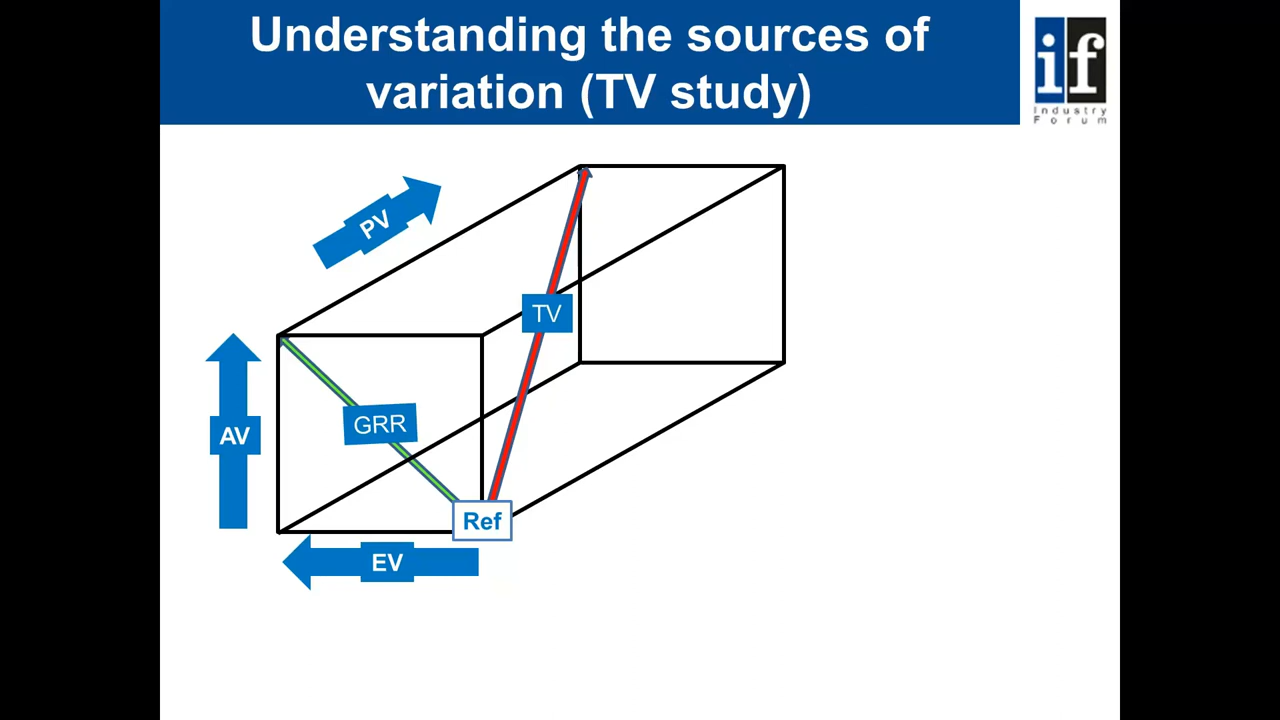 Understanding the sources of
variation (TV study)
if
Industry
Forum
PV
TV
GRR
AV
Ref
EV